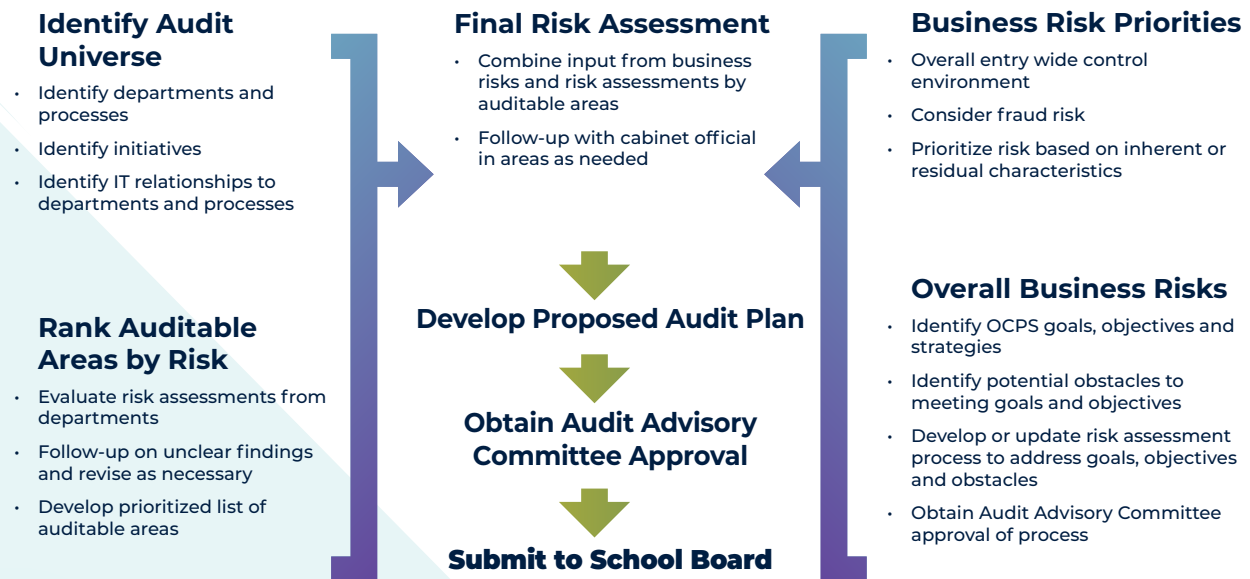 Identify Audit
Universe
• Identify departments and
processes
• Identify initiatives
• Identify IT relationships to
departments and processes
Rank Auditable
Areas by Risk
• Evaluate risk assessments from
departments
• Follow-up on unclear findings
and revise as necessary
• Develop prioritized list of
auditable areas
Final Risk Assessment
• Combine input from business
risks and risk assessments by
auditable areas
• Follow-up with cabinet official
in areas as needed
Develop Proposed Audit Plan
Obtain Audit Advisory
Committee Approval
Submit to School Board
Business Risk Priorities
• Overall entry wide control
environment
• Consider fraud risk
• Prioritize risk based on inherent or
residual characteristics
Overall Business Risks
• Identify OCPS goals, objectives and
strategies
• Identify potential obstacles to
meeting goals and objectives
• Develop or update risk assessment
process to address goals, objectives
and obstacles
• Obtain Audit Advisory Committee
approval of process